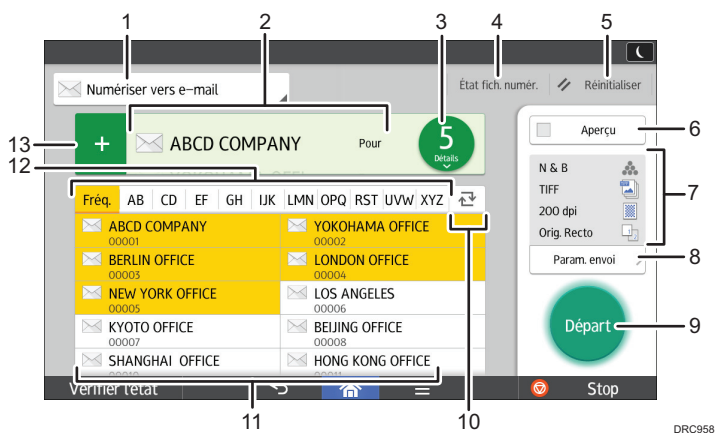 1 2 3 4 5
Numériser vers e-mail
État fich. numér.
Réinitialiser
13
+ ABCD COMPANY Pour
5
Détails
Aperçu
6
12
Fréq. AB CD EF GH IJK LMN OPQ RST UVW XYZ
ABCD COMPANY
00001
YOKOHAMA OFFICE
00002
BERLIN OFFICE
00003
LONDON OFFICE
00004
NEW YORK OFFICE
00005
LOS ANGELES
00006
KYOTO OFFICE
00007
BEIJING OFFICE
00008
SHANGHAI OFFICE
HONG KONG OFFICE
N & B
TIFF
200 dpi
Orig. Recto
7
Param. envoi
8
Départ
9
Vérifier l'état
Stop
11
10
DRC958